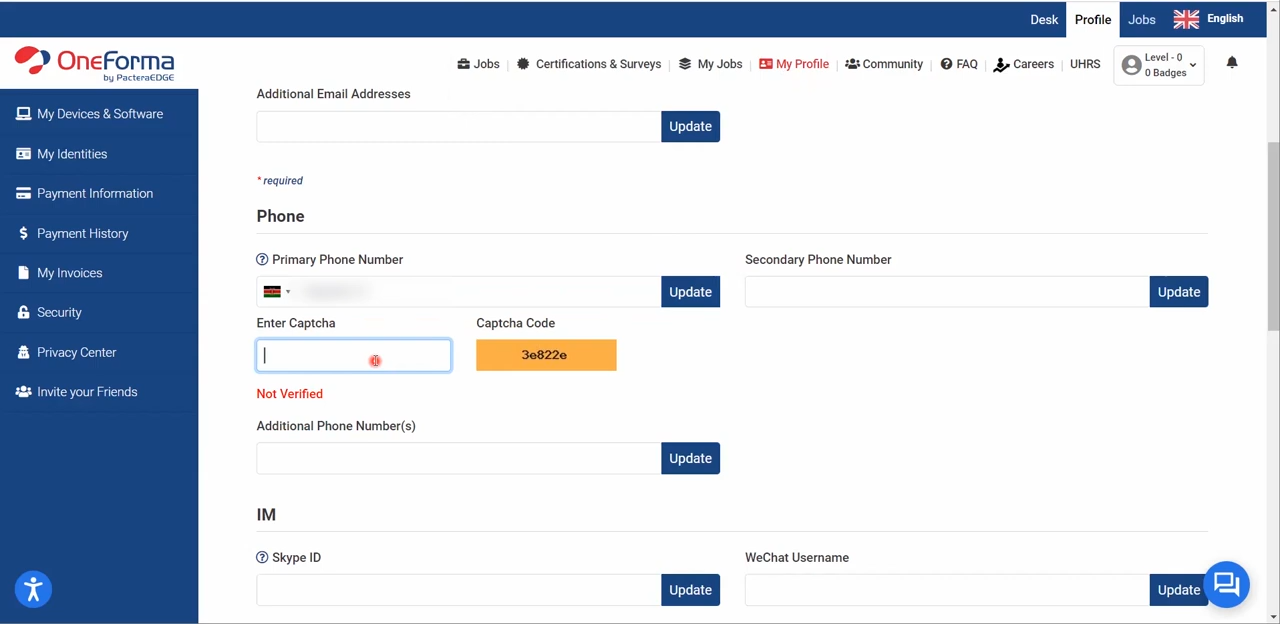 Desk
Profile
Jobs
English
OneForma
by PacteraEDGE
Jobs
Certifications & Surveys
My Jobs
My Profile
Community
FAQ
Careers
UHRS
Level - 0
0 Badges
My Devices & Software
My Identities
Payment Information
Payment History
My Invoices
Security
Privacy Center
Invite your Friends
Additional Email Addresses
Update
* required
Phone
Primary Phone Number
Secondary Phone Number
Update
Update
Enter Captcha
Captcha Code
3e822e
Not Verified
Additional Phone Number(s)
Update
IM
Skype ID
WeChat Username
Update
Update